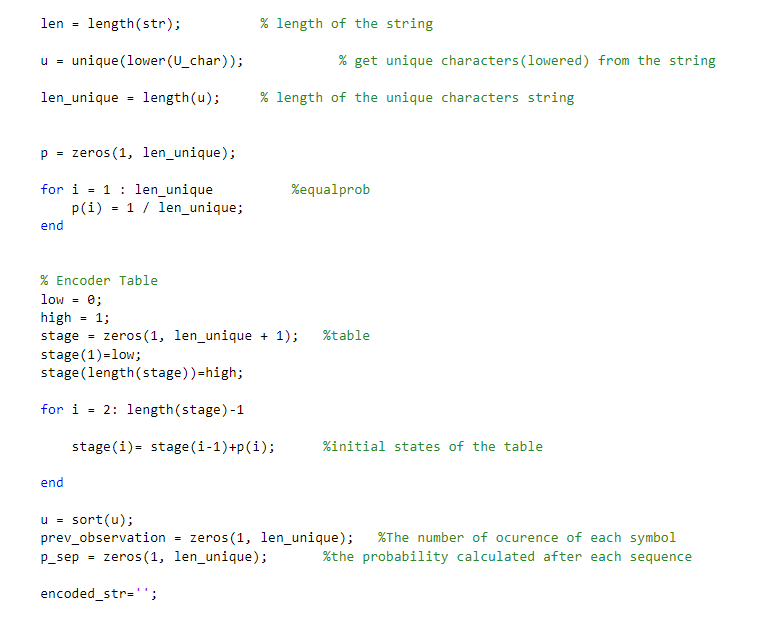 len = length(str); % length of the string
u = unique(lower(U_char)); % get unique characters(lowered) from the string
len_unique = length(u); % length of the unique characters string
p = zeros(1, len_unique);
for i = 1 : len_unique %equalprob
p(i) = 1 / len_unique;
end
% Encoder Table
low = 0;
high = 1;
stage = zeros(1, len_unique + 1); %table
stage(1)=low;
stage(length(stage))=high;
for i = 2: length(stage)-1
stage(i)= stage(i-1)+p(i); %initial states of the table
end
u = sort(u);
prev_observation = zeros(1, len_unique); %The number of ocurence of each symbol
p_sep = zeros(1, len_unique); %the probability calculated after each sequence
encoded_str='';